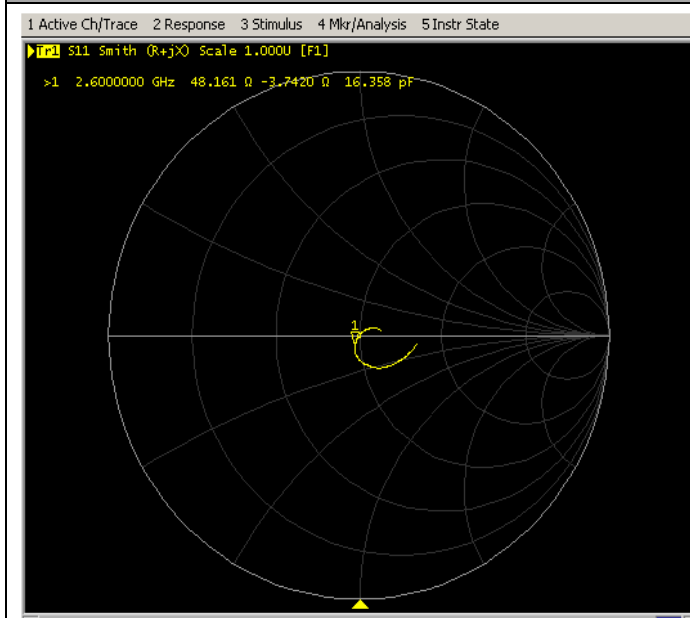 1 Active Ch/Trace 2 Response 3 Stimulus 4 Mkr/Analysis 5 Instr State
Tr1 S11 Smith (R+jX) Scale 1.000U [F1]
>1 2.6000000 GHz 48.161 Ω -3.7420 Ω 16.358 pF
1